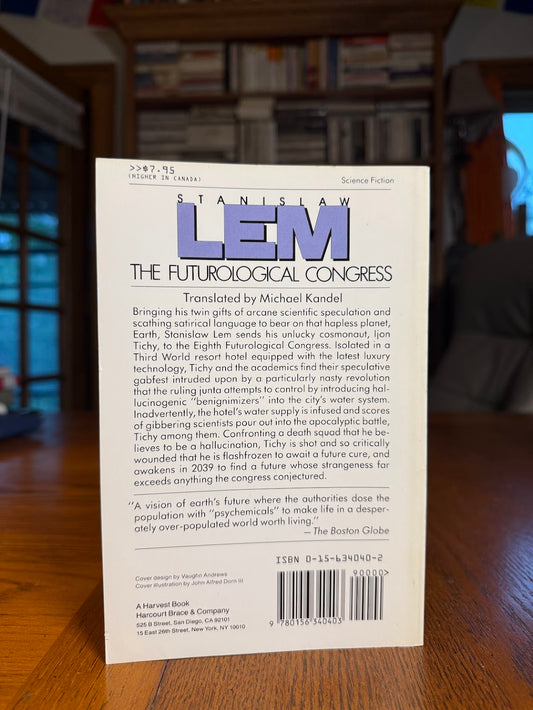 >>$7.95
(HIGHER IN CANADA)
Science Fiction
STANISLAW
LEM
THE FUTUROLOGICAL CONGRESS
Translated by Michael Kandel
Bringing his twin gifts of arcane scientific speculation and
scathing satirical language to bear on that hapless planet,
Earth, Stanislaw Lem sends his unlucky cosmonaut, Ijon
Tichy, to the Eighth Futurological Congress. Isolated in a
Third World resort hotel equipped with the latest luxury
technology, Tichy and the academics find their speculative
gabfest intruded upon by a particularly nasty revolution
that the ruling junta attempts to control by introducing hal-
lucinogenic "benignimizers" into the city's water system.
Inadvertently, the hotel's water supply is infused and scores
of gibbering scientists pour out into the apocalyptic battle,
Tichy among them. Confronting a death squad that he be-
lieves to be a hallucination, Tichy is shot and so critically
wounded that he is flashfrozen to await a future cure, and
awakens in 2039 to find a future whose strangeness far
exceeds anything the congress conjectured.
"A vision of earth's future where the authorities dose the
population with "psychemicals" to make life in a desper-
ately over-populated world worth living."
— The Boston Globe
ISBN 0-15-634040-2
90000>
Cover design by Vaughn Andrews
Cover illustration by John Alfred Dorn III
A Harvest Book
Harcourt Brace & Company
525 B Street, San Diego, CA 92101
15 East 26th Street, New York, NY 10010
9 780156 340403